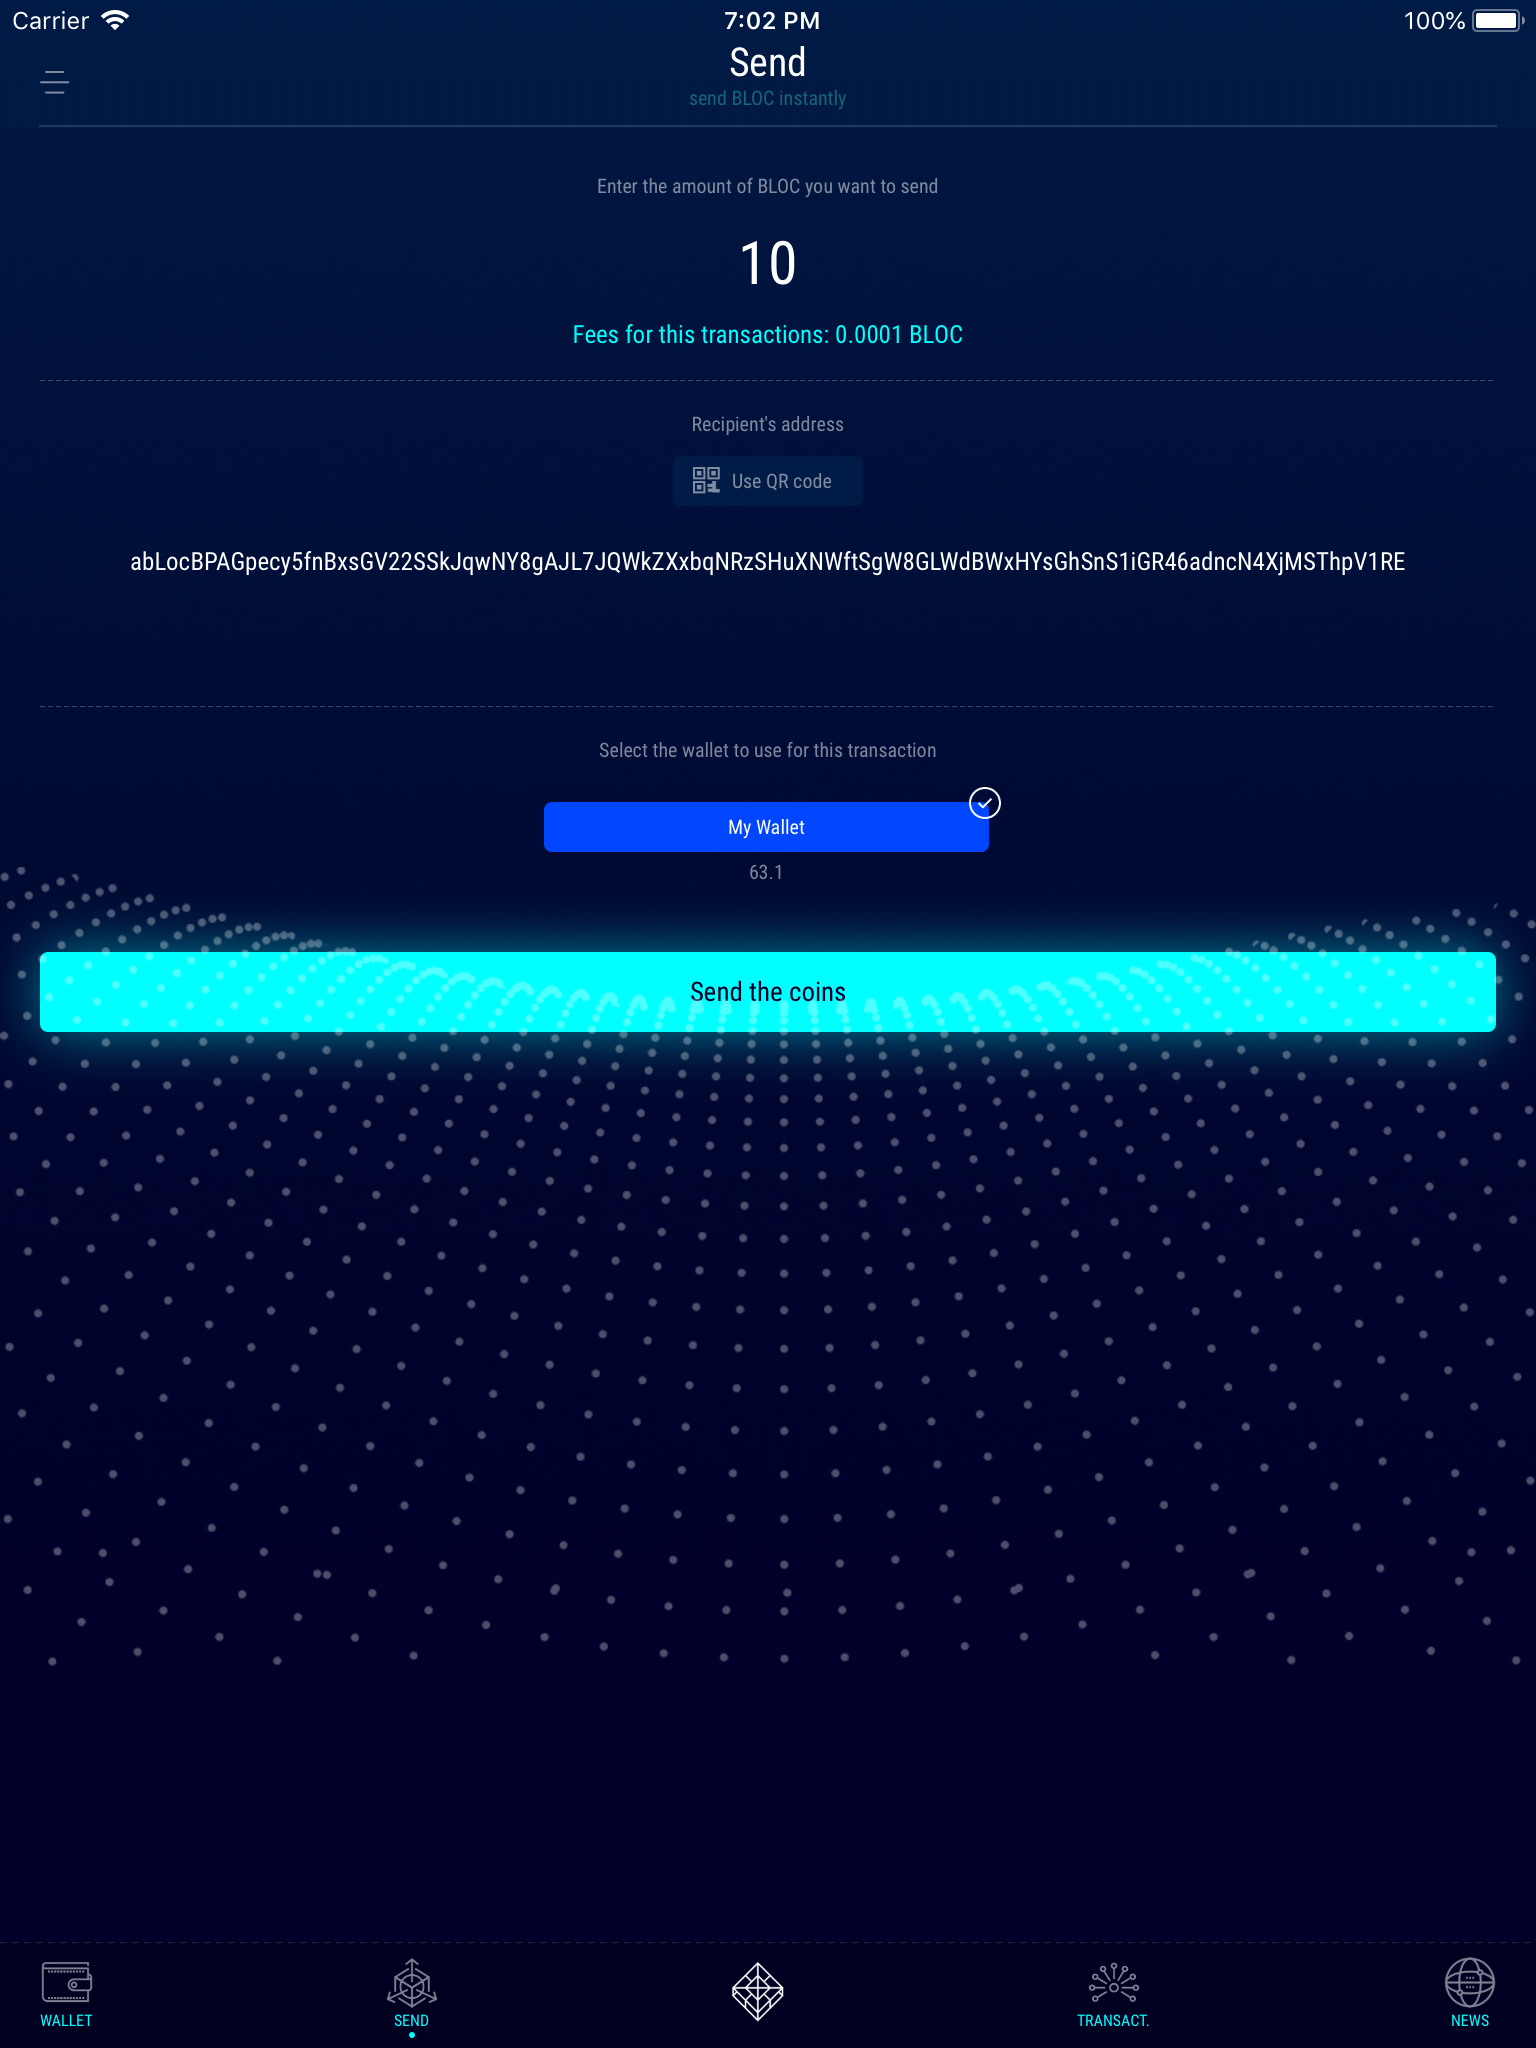 Carrier 7:02 PM 100%
Send
send BLOC instantly
Enter the amount of BLOC you want to send
10
Fees for this transactions: 0.0001 BLOC
Recipient's address
Use QR code
abLocBPAGpecy5fnBxsGV22SSkJqwNY8gAJL7JQWkZXxbqNRzSHuXNWftSgW8GLWdBWxHYsGhSnS1iGR46adncN4XjMSThpV1RE
Select the wallet to use for this transaction
My Wallet
63.1
Send the coins
WALLET SEND TRANSACT. NEWS